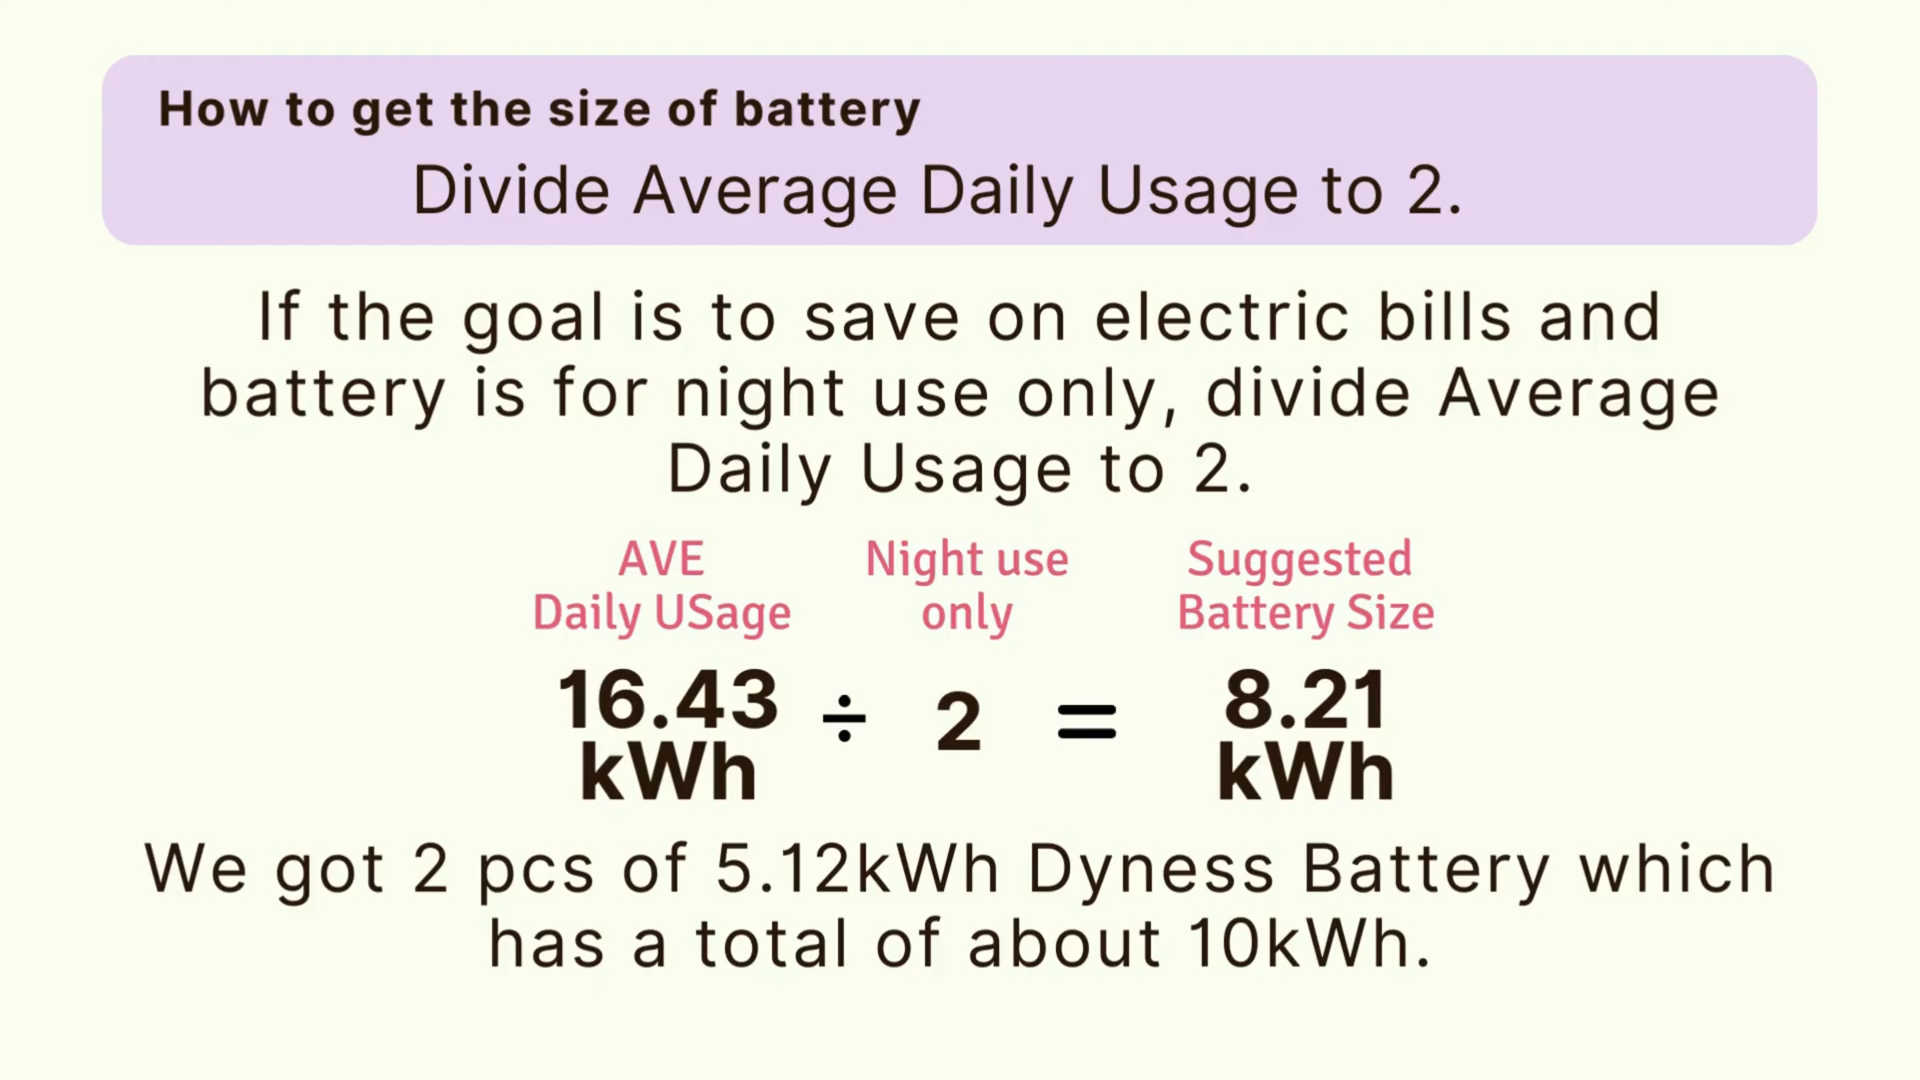 How to get the size of battery
Divide Average Daily Usage to 2.
If the goal is to save on electric bills and
battery is for night use only, divide Average
Daily Usage to 2.
AVE
Daily USage
Night use
only
Suggested
Battery Size
16.43
kWh
÷ 2 =
8.21
kWh
We got 2 pcs of 5.12kWh Dyness Battery which
has a total of about 10kWh.